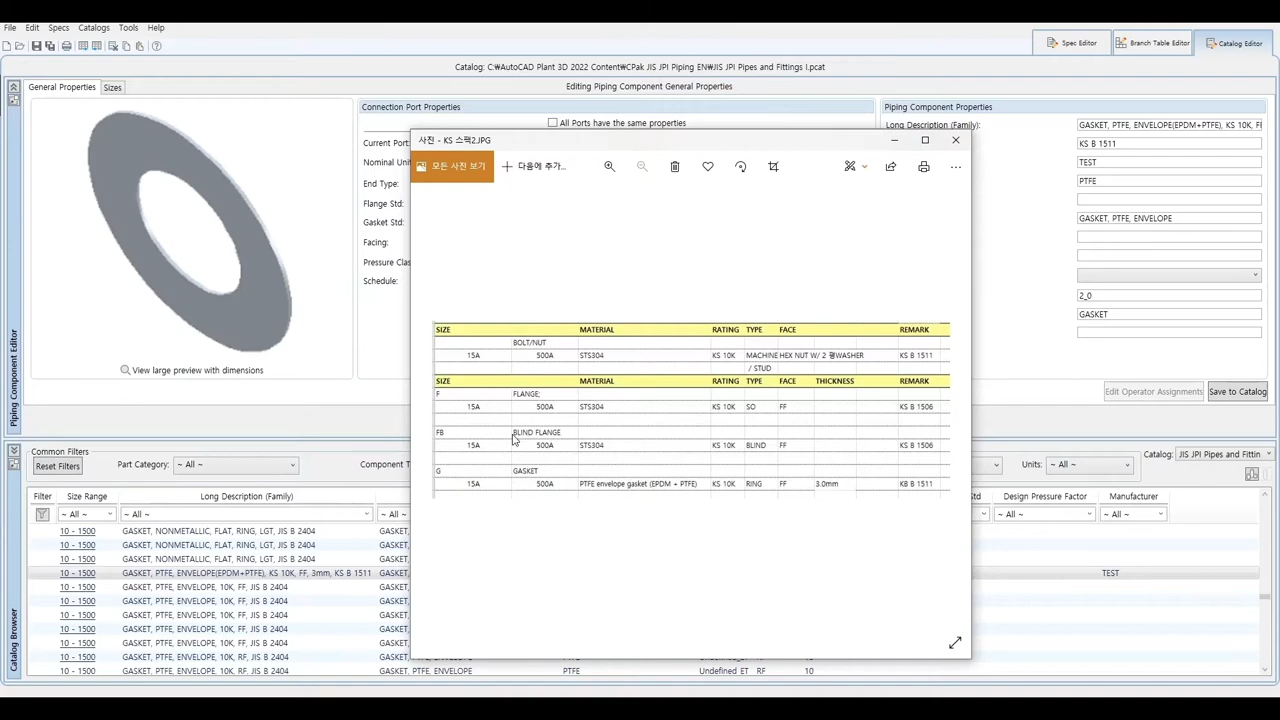 File Edit Specs Catalogs Tools Help
Spec Editor Branch Table Editor Catalog Editor
Catalog: C:₩AutoCAD Plant 3D 2022 Content₩CPak JIS JPI Piping EN₩JIS JPI Pipes and Fittings I.pcat
General Properties Sizes
Editing Piping Component General Properties
Connection Port Properties
Piping Component Properties
All Ports have the same properties
Long Description (Family): GASKET, PTFE, ENVELOPE(EPDM+PTFE), KS 10K, F
Current Port:
Nominal Unit
End Type:
Flange Std:
Gasket Std:
Facing:
Pressure Clas
Schedule:
KS B 1511
TEST
PTFE
GASKET, PTFE, ENVELOPE
2_0
GASKET
View large preview with dimensions
Edit Operator Assignments Save to Catalog
Piping Component Editor
사진 - KS 스팩2.JPG
모든 사진 보기 다음에 추가...
SIZE MATERIAL RATING TYPE FACE REMARK
BOLT/NUT
15A 500A STS304 KS 10K MACHINE HEX NUT W/ 2 평WASHER KS B 1511
/ STUD
SIZE MATERIAL RATING TYPE FACE THICKNESS REMARK
F FLANGE;
15A 500A STS304 KS 10K SO FF KS B 1506
FB BLIND FLANGE
15A 500A STS304 KS 10K BLIND FF KS B 1506
G GASKET
15A 500A PTFE envelope gasket (EPDM + PTFE) KS 10K RING FF 3.0mm KB B 1511
Common Filters
Reset Filters Part Category: ~ All ~ Component T
Units: ~ All ~ Catalog: JIS JPI Pipes and Fittin
Filter Size Range Long Description (Family) Std Design Pressure Factor Manufacturer
~ All ~ ~ All ~ ~ All ~ ~ All ~
10 - 1500 GASKET, NONMETALLIC, FLAT, RING, LGT, JIS B 2404 GASKET,
10 - 1500 GASKET, NONMETALLIC, FLAT, RING, LGT, JIS B 2404 GASKET,
10 - 1500 GASKET, NONMETALLIC, FLAT, RING, LGT, JIS B 2404 GASKET,
10 - 1500 GASKET, PTFE, ENVELOPE(EPDM+PTFE), KS 10K, FF, 3mm, KS B 1511 GASKET, TEST
10 - 1500 GASKET, PTFE, ENVELOPE, 10K, FF, JIS B 2404 GASKET,
10 - 1500 GASKET, PTFE, ENVELOPE, 10K, FF, JIS B 2404 GASKET,
10 - 1500 GASKET, PTFE, ENVELOPE, 10K, FF, JIS B 2404 GASKET,
10 - 1500 GASKET, PTFE, ENVELOPE, 10K, FF, JIS B 2404 GASKET,
10 - 1500 GASKET, PTFE, ENVELOPE, 10K, FF, JIS B 2404 GASKET,
10 - 1500 GASKET, PTFE, ENVELOPE, 10K, RF, JIS B 2404 GASKET,
10 - 1500 GASKET, PTFE, ENVELOPE, 10K, RF, JIS B 2404 GASKET, PTFE, ENVELOPE PTFE Undefined_ET RF 10
Catalog Browser